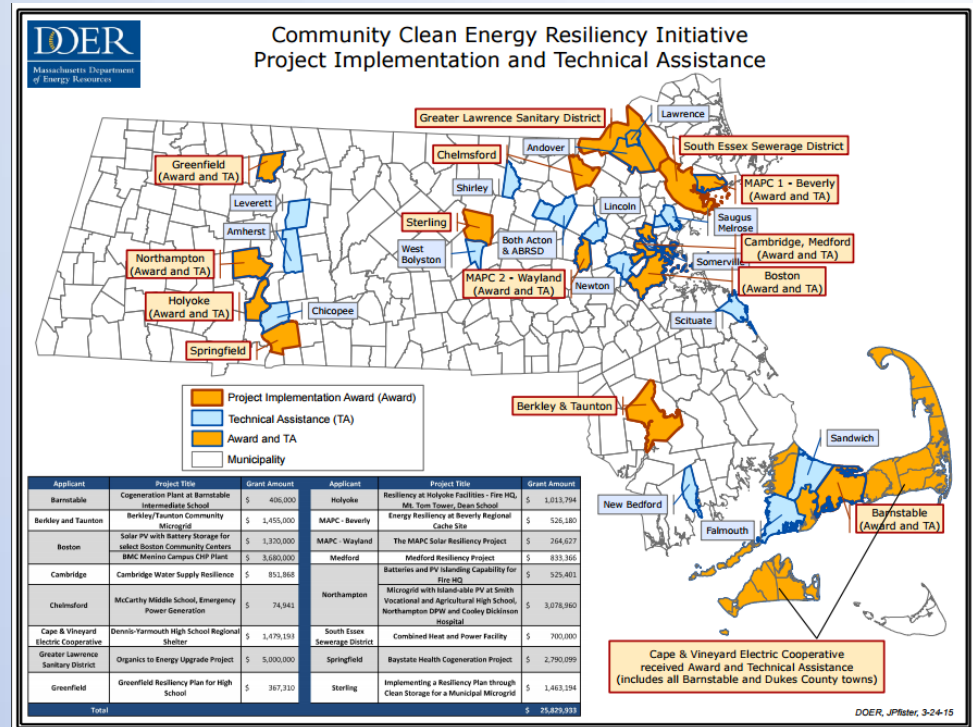 DOER
Massachusetts Department
of Energy Resources
Community Clean Energy Resiliency Initiative
Project Implementation and Technical Assistance
Greater Lawrence Sanitary District
Lawrence
Andover
South Essex Sewerage District
Chelmsford
Greenfield
(Award and TA)
MAPC 1 - Beverly
(Award and TA)
Shirley
Leverett
Lincoln
Saugus
Melrose
Sterling
Amherst
Both Acton
& ABRSD
Cambridge, Medford
(Award and TA)
West
Bolyston
Somerville
Northampton
(Award and TA)
MAPC 2 - Wayland
(Award and TA)
Newton
Boston
(Award and TA)
Holyoke
(Award and TA)
Chicopee
Scituate
Springfield
Project Implementation Award (Award)
Technical Assistance (TA)
Award and TA
Municipality
Berkley & Taunton
Sandwich
New Bedford
Falmouth
Barnstable
(Award and TA)
Cape & Vineyard Electric Cooperative
received Award and Technical Assistance
(includes all Barnstable and Dukes County towns)
Applicant Project Title Grant Amount Applicant Project Title Grant Amount
Barnstable Cogeneration Plant at Barnstable
Intermediate School $ 406,000
Holyoke Resiliency at Holyoke Facilities - Fire HQ,
Mt. Tom Tower, Dean School $ 1,013,794
Berkley and Taunton Berkley/Taunton Community
Microgrid $ 1,455,000
MAPC - Beverly Energy Resiliency at Beverly Regional
Cache Site $ 526,180
Boston Solar PV with Battery Storage for
select Boston Community Centers $ 1,320,000
BMC Menino Campus CHP Plant $ 3,680,000
MAPC - Wayland The MAPC Solar Resiliency Project $ 264,627
Medford Medford Resiliency Project $ 833,366
Cambridge Cambridge Water Supply Resilience $ 851,868
Northampton Batteries and PV Islanding Capability for
Fire HQ $ 525,401
Chelmsford McCarthy Middle School, Emergency
Power Generation $ 74,941
Microgrid with Island-able PV at Smith
Vocational and Agricultural High School,
Northampton DPW and Cooley Dickinson
Hospital $ 3,078,960
Cape & Vineyard
Electric Cooperative Dennis-Yarmouth High School Regional
Shelter $ 1,479,193
South Essex
Sewerage District Combined Heat and Power Facility $ 700,000
Greater Lawrence
Sanitary District Organics to Energy Upgrade Project $ 5,000,000
Springfield Baystate Health Cogeneration Project $ 2,790,099
Greenfield Greenfield Resiliency Plan for High
School $ 367,310
Sterling Implementing a Resiliency Plan through
Clean Storage for a Municipal Microgrid $ 1,463,194
Total $ 25,829,933
DOER, JPfister, 3-24-15